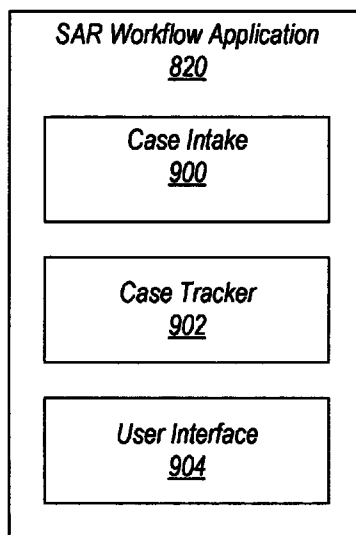 SAR Workflow Application
820
Case Intake
900
Case Tracker
902
User Interface
904